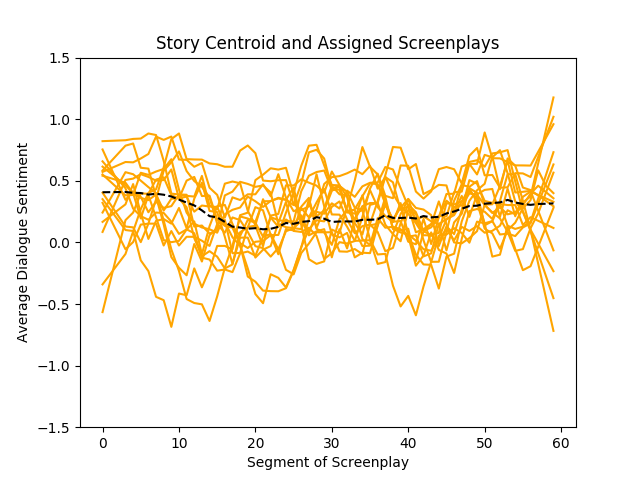 Story Centroid and Assigned Screenplays
1.5
1.0
0.5
0.0
−0.5
−1.0
−1.5
Average Dialogue Sentiment
0 10 20 30 40 50 60
Segment of Screenplay